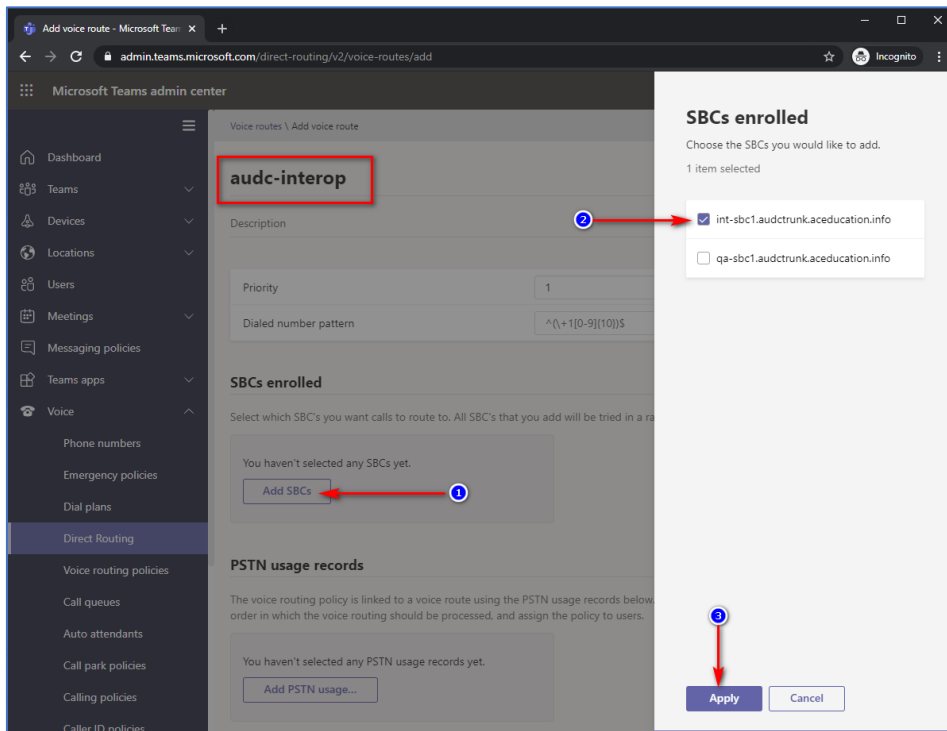 Add voice route - Microsoft Tean
admin.teams.microsoft.com/direct-routing/v2/voice-routes/add
Incognito
Microsoft Teams admin center
Dashboard
Teams
Devices
Locations
Users
Meetings
Messaging policies
Teams apps
Voice
Phone numbers
Emergency policies
Dial plans
Direct Routing
Voice routing policies
Call queues
Auto attendants
Call park policies
Calling policies
Caller ID policies
Voice routes \ Add voice route
audc-interop
Description
Priority
1
Dialed number pattern
^(\+1[0-9]{10})$
SBCs enrolled
Select which SBC's you want calls to route to. All SBC's that you add will be tried in a ra
You haven't selected any SBCs yet.
Add SBCs
1
PSTN usage records
The voice routing policy is linked to a voice route using the PSTN usage records below.
order in which the voice routing should be processed, and assign the policy to users.
You haven't selected any PSTN usage records yet.
Add PSTN usage...
SBCs enrolled
Choose the SBCs you would like to add.
1 item selected
2
int-sbc1.audctrunk.aceducation.info
qa-sbc1.audctrunk.aceducation.info
3
Apply
Cancel